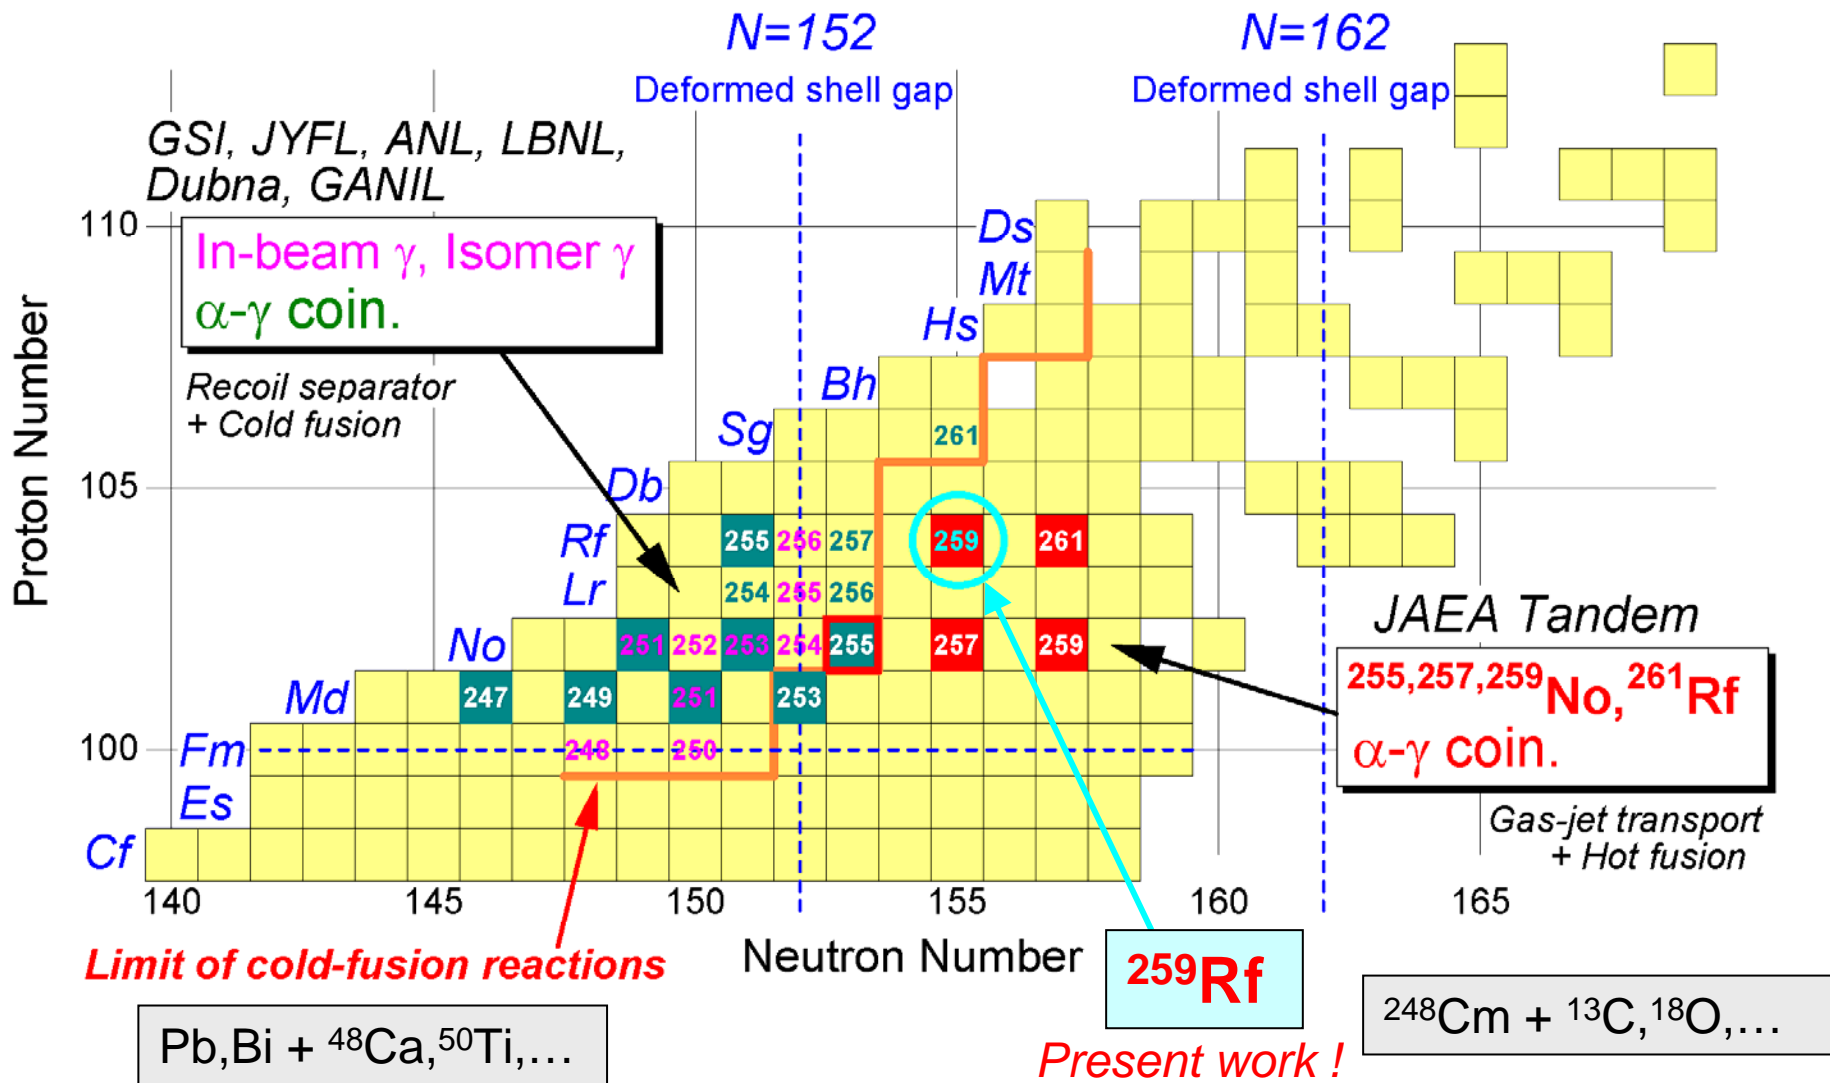 N=152
N=162
Deformed shell gap
Deformed shell gap
GSI, JYFL, ANL, LBNL,
Dubna, GANIL
In-beam γ, Isomer γ
α-γ coin.
Recoil separator
+ Cold fusion
Proton Number
110
105
100
Ds
Mt
Hs
Bh
Sg
261
Db
Rf
255 256 257 259 261
Lr
254 255 256
No
251 252 253 254 255 257 259
Md
247 249 251 253
Fm
248 250
Es
Cf
JAEA Tandem
²⁵⁵,²⁵⁷,²⁵⁹No, ²⁶¹Rf
α-γ coin.
Gas-jet transport
+ Hot fusion
140 145 150 155 160 165
Neutron Number
Limit of cold-fusion reactions
Pb,Bi + ⁴⁸Ca,⁵⁰Ti,…
²⁵⁹Rf
Present work !
²⁴⁸Cm + ¹³C,¹⁸O,…